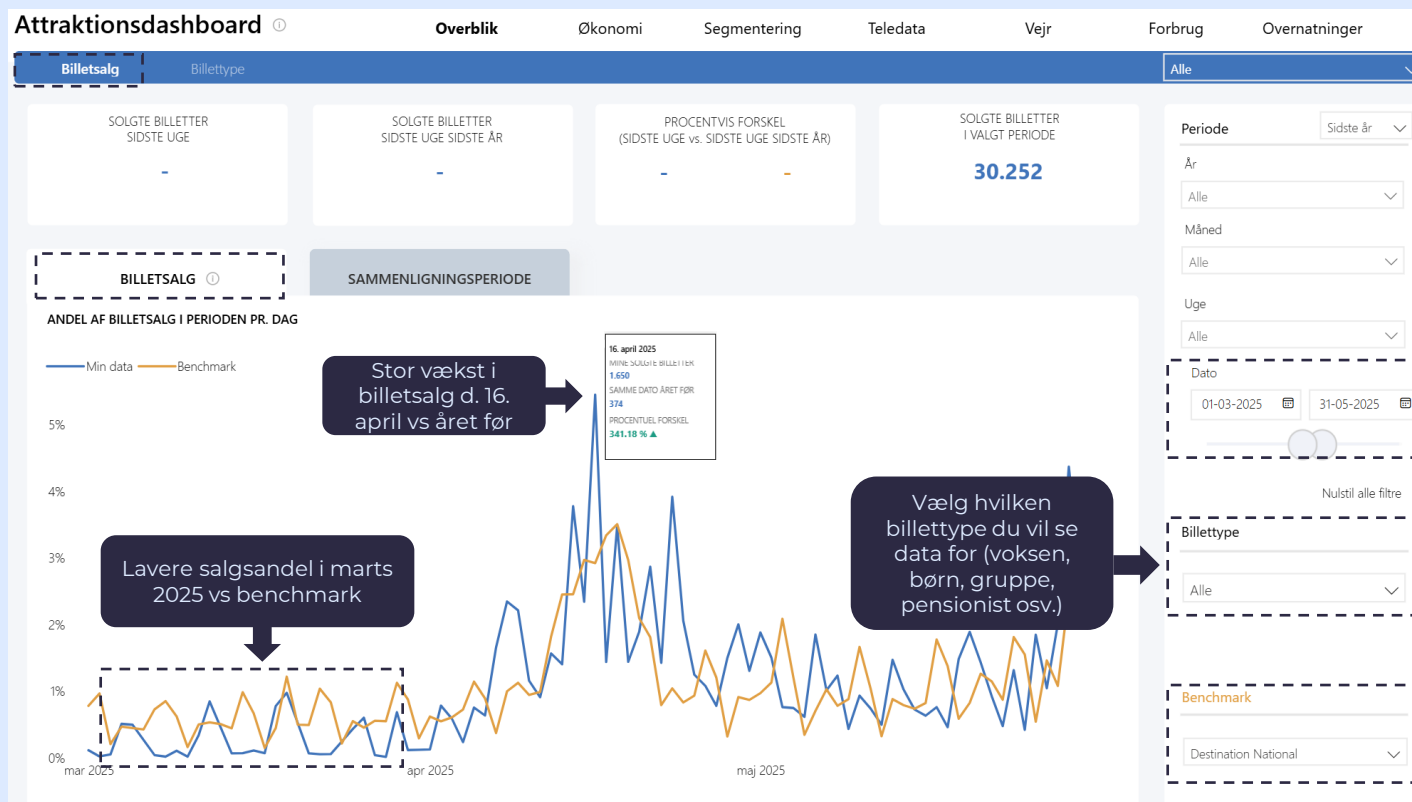 Attraktionsdashboard
Overblik
Økonomi
Segmentering
Teledata
Vejr
Forbrug
Overnatninger
Billetsalg
Billettype
Alle
SOLGTE BILLETTER
SIDSTE UGE
-
SOLGTE BILLETTER
SIDSTE UGE SIDSTE ÅR
-
PROCENTVIS FORSKEL
(SIDSTE UGE vs. SIDSTE UGE SIDSTE ÅR)
- -
SOLGTE BILLETTER
I VALGT PERIODE
30.252
Periode
Sidste år
År
Alle
Måned
Alle
Uge
Alle
Dato
01-03-2025
31-05-2025
Nulstil alle filtre
Billettype
Alle
Benchmark
Destination National
BILLETSALG
SAMMENLIGNINGSPERIODE
ANDEL AF BILLETSALG I PERIODEN PR. DAG
Min data
Benchmark
Stor vækst i
billetsalg d. 16.
april vs året før
16. april 2025
MINE SOLGTE BILLETTER
1.650
SAMME DATO ÅRET FØR
374
PROCENTUEL FORSKEL
341.18 % ▲
Vælg hvilken
billettype du vil se
data for (voksen,
børn, gruppe,
pensionist osv.)
Lavere salgsandel i marts
2025 vs benchmark
5%
4%
3%
2%
1%
0%
mar 2025
apr 2025
maj 2025